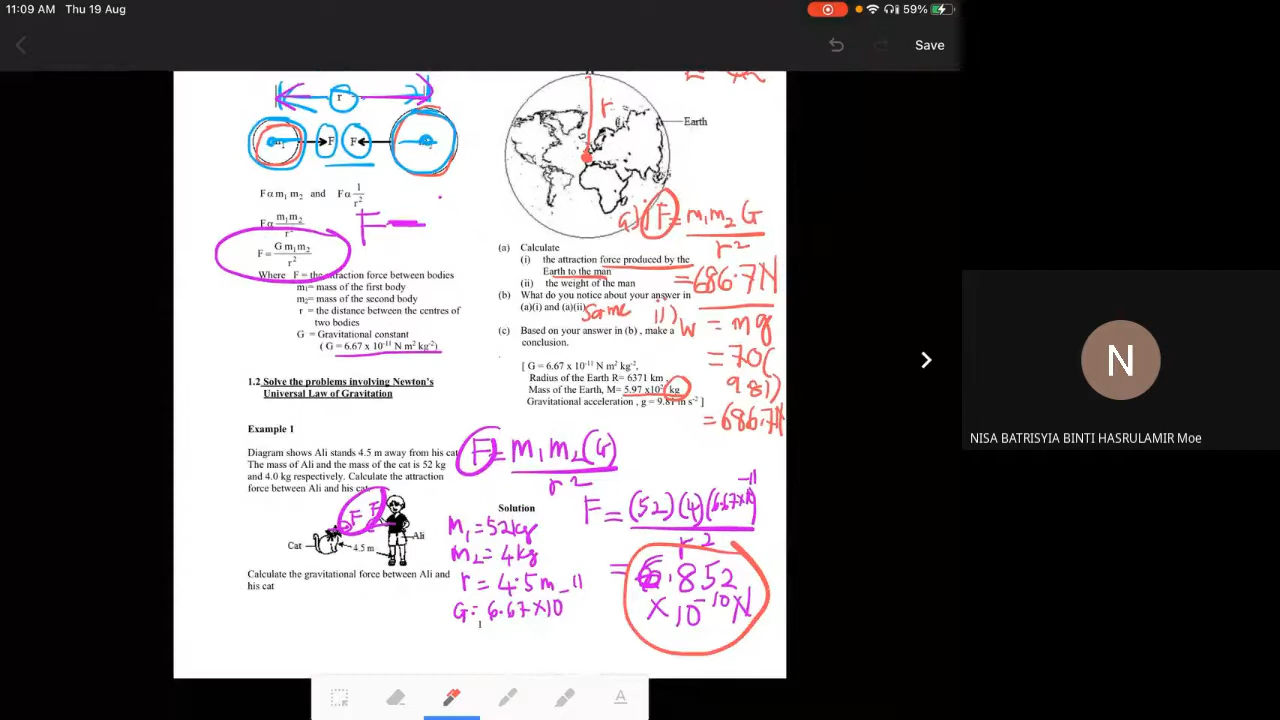 11:09 AM Thu 19 Aug
59%
Save
r
F F
F α m₁ m₂ and F α 1/r²
F α m₁m₂/r²
F = G m₁m₂/r²
F =
Where F = the attraction force between bodies
m₁= mass of the first body
m₂= mass of the second body
r = the distance between the centres of
two bodies
G = Gravitational constant
( G = 6.67 x 10⁻¹¹ N m² kg⁻²)
1.2 Solve the problems involving Newton's
Universal Law of Gravitation
Example 1
Diagram shows Ali stands 4.5 m away from his cat
The mass of Ali and the mass of the cat is 52 kg
and 4.0 kg respectively. Calculate the attraction
force between Ali and his cat
F F
Cat
4.5 m
Ali
Calculate the gravitational force between Ali and
his cat
r
Earth
a) i) F = m₁m₂G/r²
= 686.7N
(a) Calculate
(i) the attraction force produced by the
Earth to the man
(ii) the weight of the man
(b) What do you notice about your answer in
(a)(i) and (a)(ii)
same
(c) Based on your answer in (b) , make a
conclusion.
ii) W = mg
= 70(
9.81)
= 686.7N
[ G = 6.67 x 10⁻¹¹ N m² kg⁻²,
Radius of the Earth R= 6371 km ,
Mass of the Earth, M= 5.97 x10² kg
Gravitational acceleration , g = 9.81 m s⁻² ]
F = m₁m₂(G)/r²
Solution
m₁ = 52kg
m₂ = 4kg
r = 4.5m
G = 6.67×10⁻¹¹
F = (52)(4)(6.67×10⁻¹¹)/r²
= 6.852
×10⁻¹⁰N
1
A
N
NISA BATRISYIA BINTI HASRULAMIR Moe